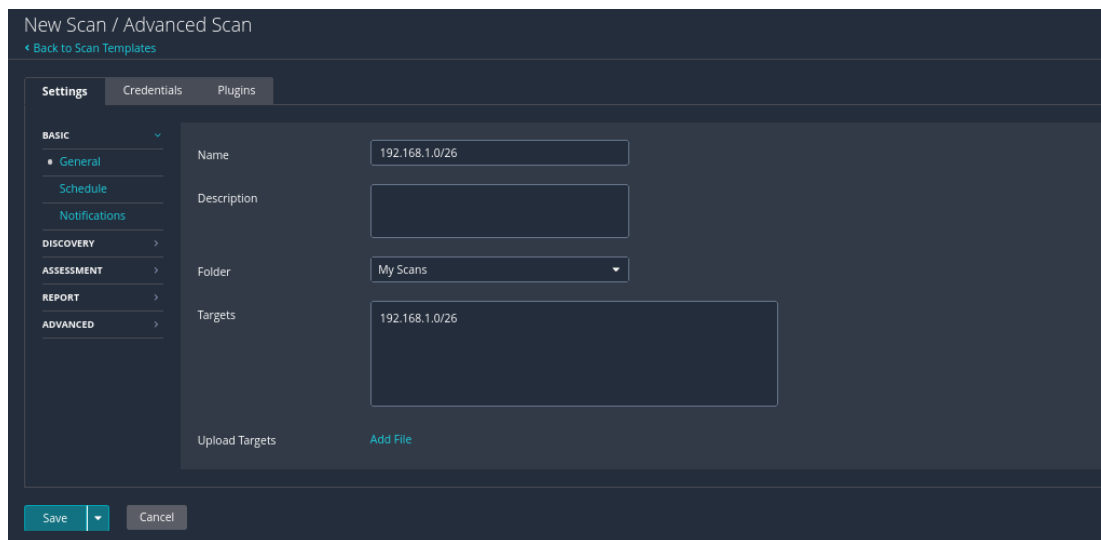 New Scan / Advanced Scan
Back to Scan Templates
Settings Credentials Plugins
BASIC
General
Schedule
Notifications
DISCOVERY
ASSESSMENT
REPORT
ADVANCED
Name 192.168.1.0/26
Description
Folder My Scans
Targets 192.168.1.0/26
Upload Targets Add File
Save Cancel